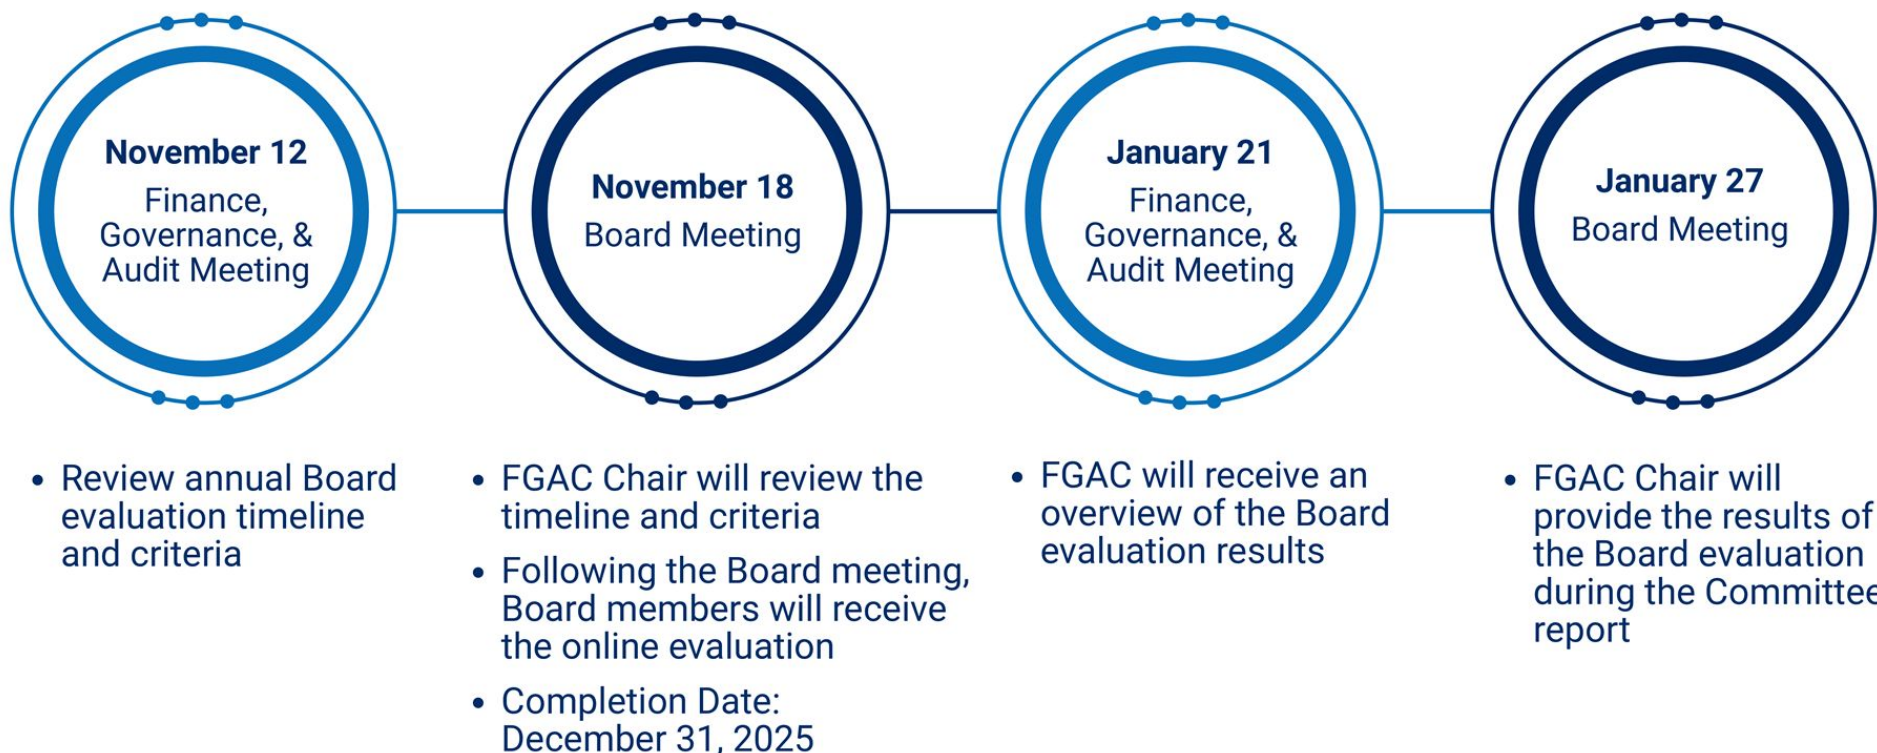 November 12
Finance,
Governance, &
Audit Meeting
November 18
Board Meeting
January 21
Finance,
Governance, &
Audit Meeting
January 27
Board Meeting
• Review annual Board
evaluation timeline
and criteria
• FGAC Chair will review the
timeline and criteria
• Following the Board meeting,
Board members will receive
the online evaluation
• Completion Date:
December 31, 2025
• FGAC will receive an
overview of the Board
evaluation results
• FGAC Chair will
provide the results of
the Board evaluation
during the Committee
report